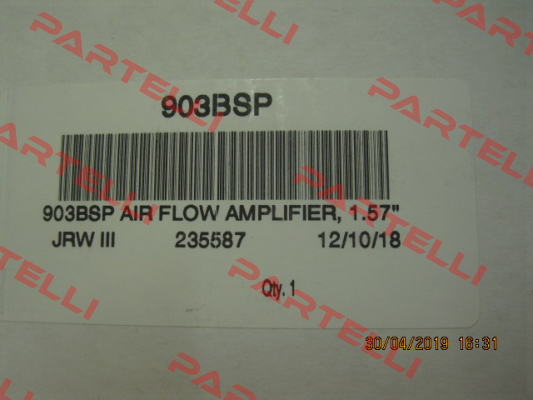 903BSP
903BSP AIR FLOW AMPLIFIER, 1.57"
JRW III 235587 12/10/18
Qty. 1
30/04/2019 16:31
PARTELLI
PARTELLI
PARTELLI
PARTELLI
PARTELLI
PARTELLI
PARTELLI